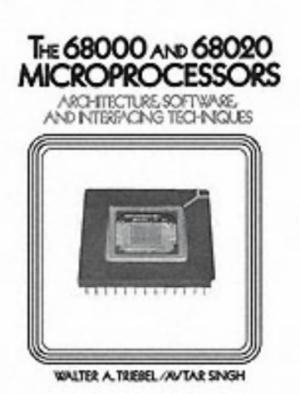 THE 68000 AND 68020
MICROPROCESSORS
ARCHITECTURE, SOFTWARE,
AND INTERFACING TECHNIQUES
WALTER A. TRIEBEL/AVTAR SINGH